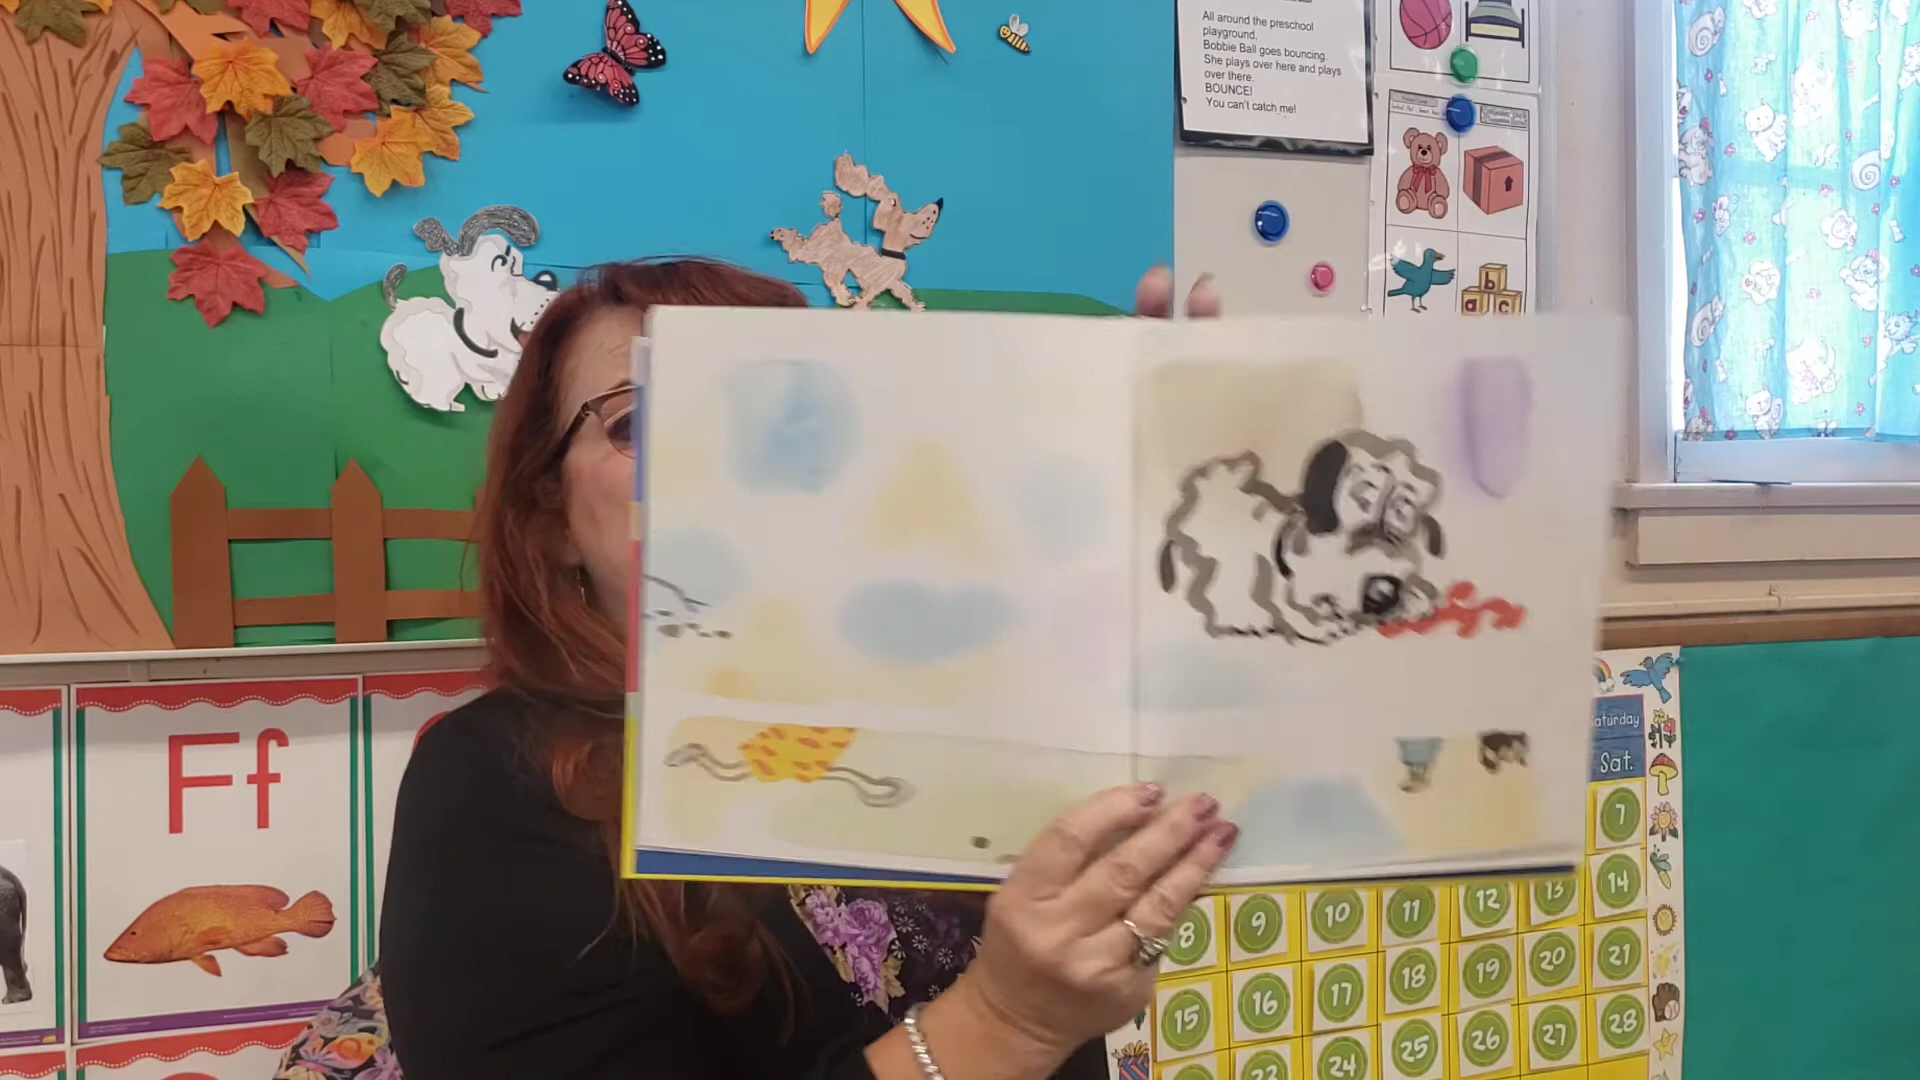 All around the preschool
playground,
Bobbie Ball goes bouncing.
She plays over here and plays
over there.
BOUNCE!
You can't catch me!
b
a c
Ff
aturday
Sat.
7
8 9 10 11 12 13 14
15 16 17 18 19 20 21
23 24 25 26 27 28